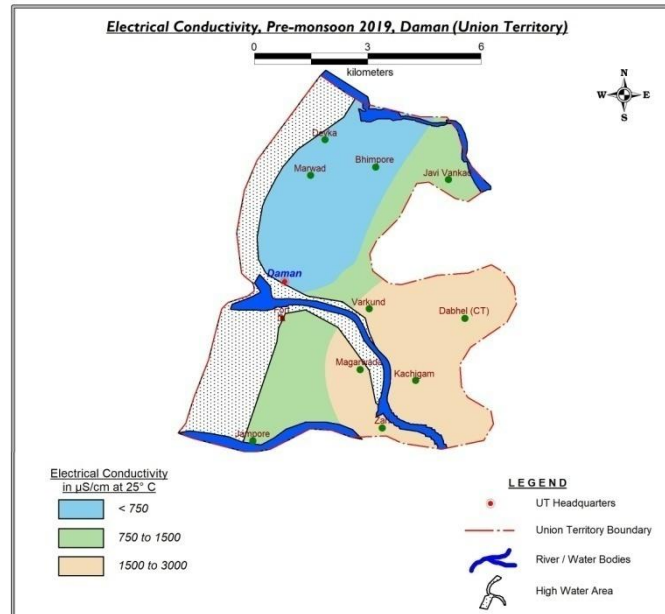 Electrical Conductivity, Pre-monsoon 2019, Daman (Union Territory)
0 3 6
kilometers
N
W E
S
Devka
Bhimpore
Marwad
Javi Vankad
Daman
Fort
Varkund
Dabhel (CT)
Magarwada
Kachigam
Zari
Jampore
Electrical Conductivity
in µS/cm at 25° C
< 750
750 to 1500
1500 to 3000
LEGEND
UT Headquarters
Union Territory Boundary
River / Water Bodies
High Water Area